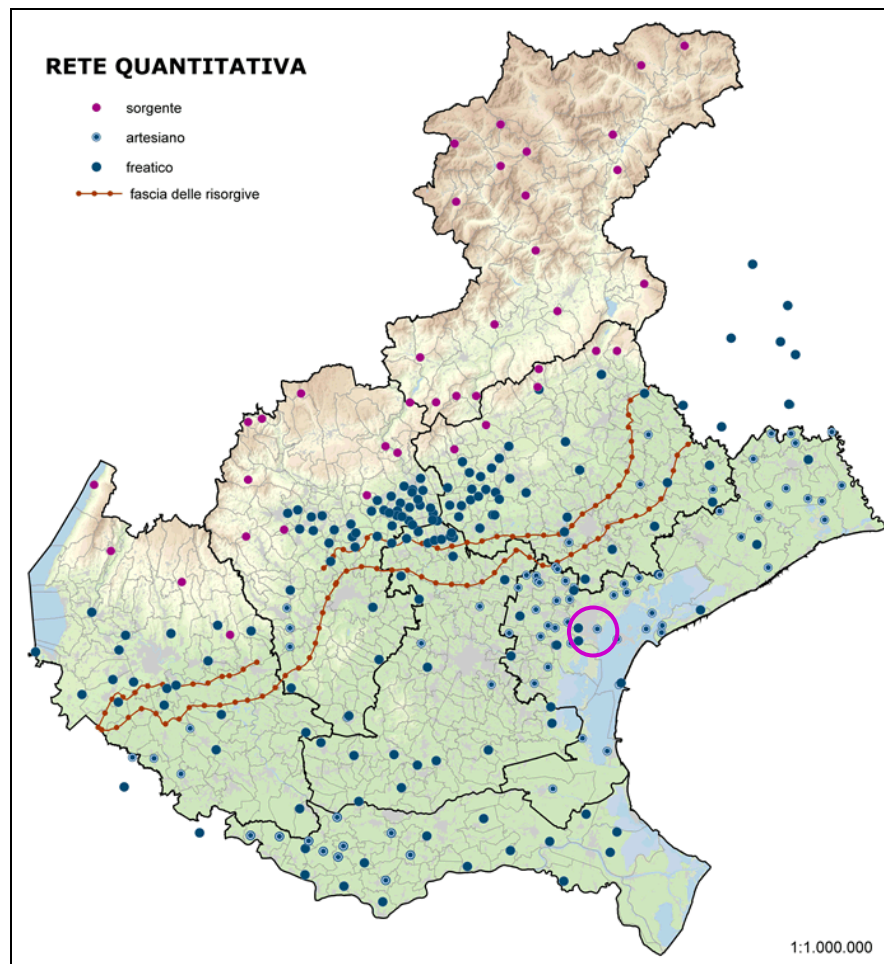 RETE QUANTITATIVA
sorgente
artesiano
freatico
fascia delle risorgive
1:1.000.000